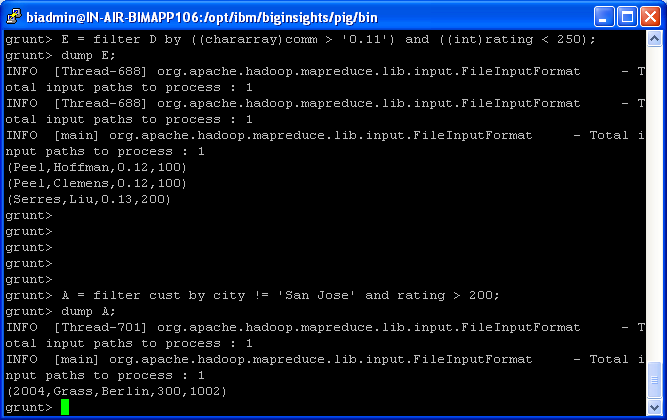 biadmin@IN-AIR-BIMAPP106:/opt/ibm/biginsights/pig/bin
grunt> E = filter D by ((chararray)comm > '0.11') and ((int)rating < 250);
grunt> dump E;
INFO  [Thread-688] org.apache.hadoop.mapreduce.lib.input.FileInputFormat     - T
otal input paths to process : 1
INFO  [Thread-688] org.apache.hadoop.mapreduce.lib.input.FileInputFormat     - T
otal input paths to process : 1
INFO  [main] org.apache.hadoop.mapreduce.lib.input.FileInputFormat     - Total i
nput paths to process : 1
(Peel,Hoffman,0.12,100)
(Peel,Clemens,0.12,100)
(Serres,Liu,0.13,200)
grunt>
grunt>
grunt>
grunt>
grunt> A = filter cust by city != 'San Jose' and rating > 200;
grunt> dump A;
INFO  [Thread-701] org.apache.hadoop.mapreduce.lib.input.FileInputFormat     - T
otal input paths to process : 1
INFO  [main] org.apache.hadoop.mapreduce.lib.input.FileInputFormat     - Total i
nput paths to process : 1
(2004,Grass,Berlin,300,1002)
grunt>